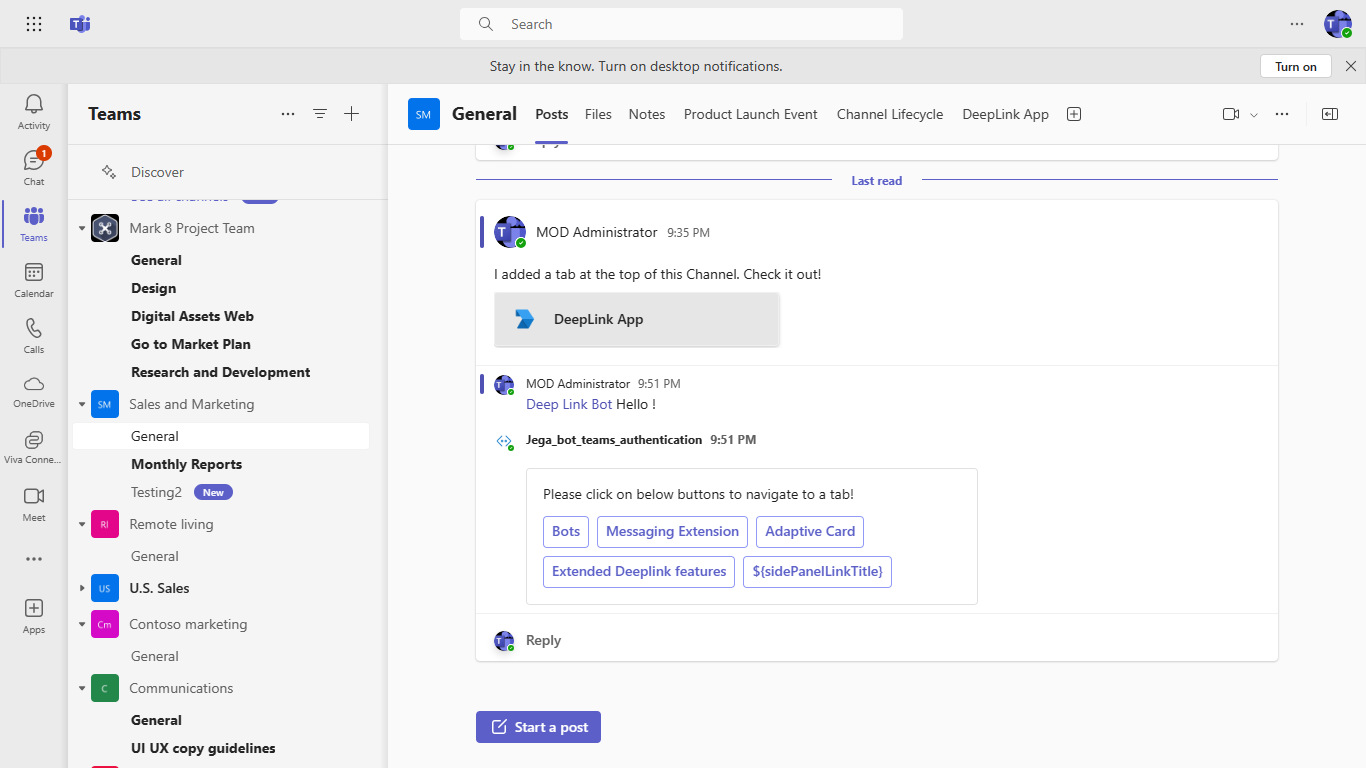 Search
Stay in the know. Turn on desktop notifications.
Turn on
Activity
1
Chat
Teams
Calendar
Calls
OneDrive
Viva Conne...
Meet
Apps
Teams
Discover
See all channels
Mark 8 Project Team
General
Design
Digital Assets Web
Go to Market Plan
Research and Development
SM Sales and Marketing
General
Monthly Reports
Testing2 New
Rl Remote living
General
US U.S. Sales
Cm Contoso marketing
General
C Communications
General
UI UX copy guidelines
SM General Posts Files Notes Product Launch Event Channel Lifecycle DeepLink App
Reply
Last read
MOD Administrator 9:35 PM
I added a tab at the top of this Channel. Check it out!
DeepLink App
MOD Administrator 9:51 PM
Deep Link Bot Hello !
Jega_bot_teams_authentication 9:51 PM
Please click on below buttons to navigate to a tab!
Bots Messaging Extension Adaptive Card
Extended Deeplink features ${sidePanelLinkTitle}
Reply
Start a post